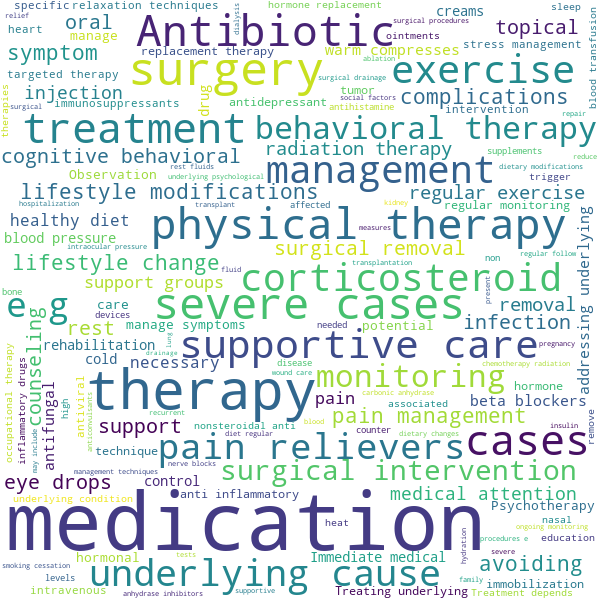 specific
relaxation techniques
hormone replacement
sleep
relief
heart
oral
manage
dialysis
Antibiotic
surgical procedures
creams
topical
ointments
blood transfusion
symptom
replacement therapy
warm compresses
stress management
targeted therapy
surgery
ablation
surgical drainage
exercise
injection
drug
tumor
complications
therapies
immunosuppressants
antidepressant
social factors
antihistamine
intervention
surgical
treatment
behavioral therapy
repair
cognitive behavioral
radiation therapy
supplements
reduce
Observation
rest fluids
management
dietary modifications
trigger
underlying psychological
lifestyle modifications
affected
regular exercise
hospitalization
transplant
kidney
regular monitoring
healthy diet
physical therapy
measures
blood pressure
intraocular pressure
surgical removal
transplantation
non
regular follow
addressing underlying
lifestyle change
fluid
bone
support groups
corticosteroid
present
e g
care
devices
severe cases
removal
counseling
rest
manage symptoms
needed
potential
infection
pregnancy
rehabilitation
lung
supportive care
drainage
disease
chemotherapy radiation
cold
necessary
wound care
hormone
occupational therapy
inflammatory drugs
antifungal
high
antiviral
anticonvulsants
therapy
monitoring
carbonic anhydrase
pain
associated
beta blockers
recurrent
blood
insulin
remove
support
nonsteroidal anti
pain management
may include
technique
diet regular
counter
dietary changes
pain relievers
cases
nerve blocks
management techniques
surgical intervention
eye drops
control
underlying condition
anti inflammatory
medical attention
Psychotherapy
medication
heat
nasal
ongoing monitoring
hydration
procedures e
education
hormonal
tests
Immediate medical
severe
smoking cessation
levels
underlying cause
family
avoiding
immobilization
intravenous
anhydrase inhibitors
supportive
Treating underlying
Treatment depends